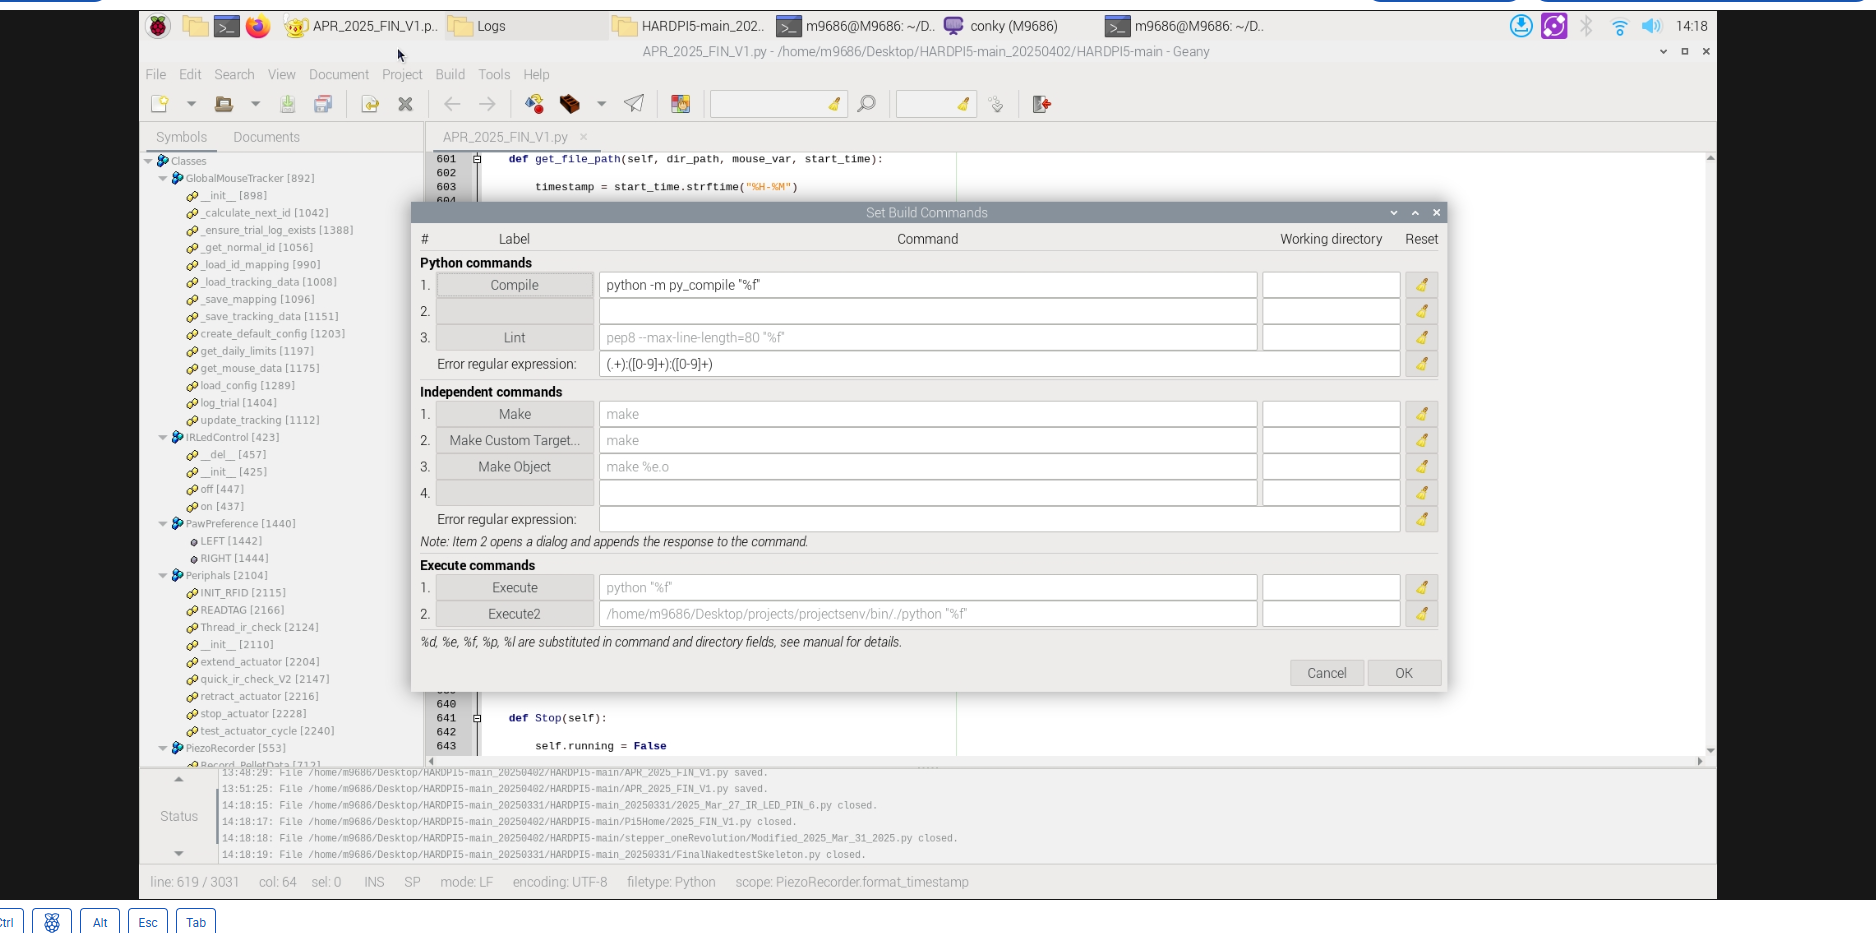 APR_2025_FIN_V1.p..
Logs
HARDPI5-main_202..
m9686@M9686: ~/D..
conky (M9686)
m9686@M9686: ~/D..
14:18
APR_2025_FIN_V1.py - /home/m9686/Desktop/HARDPI5-main_20250402/HARDPI5-main - Geany
File Edit Search View Document Project Build Tools Help
Symbols Documents
APR_2025_FIN_V1.py
Classes
GlobalMouseTracker [892]
__init__ [898]
_calculate_next_id [1042]
_ensure_trial_log_exists [1388]
_get_normal_id [1056]
_load_id_mapping [990]
_load_tracking_data [1008]
_save_mapping [1096]
_save_tracking_data [1151]
create_default_config [1203]
get_daily_limits [1197]
get_mouse_data [1175]
load_config [1289]
log_trial [1404]
update_tracking [1112]
IRLedControl [423]
__del__ [457]
__init__ [425]
off [447]
on [437]
PawPreference [1440]
LEFT [1442]
RIGHT [1444]
Periphals [2104]
INIT_RFID [2115]
READTAG [2166]
Thread_ir_check [2124]
__init__ [2110]
extend_actuator [2204]
quick_ir_check_V2 [2147]
retract_actuator [2216]
stop_actuator [2228]
test_actuator_cycle [2240]
PiezoRecorder [553]
Record_PelletData [712]
601 def get_file_path(self, dir_path, mouse_var, start_time):
602
603 timestamp = start_time.strftime("%H-%M")
604
Set Build Commands
# Label Command Working directory Reset
Python commands
1. Compile python -m py_compile "%f"
2.
3. Lint pep8 --max-line-length=80 "%f"
Error regular expression: (.+):([0-9]+):([0-9]+)
Independent commands
1. Make make
2. Make Custom Target... make
3. Make Object make %e.o
4.
Error regular expression:
Note: Item 2 opens a dialog and appends the response to the command.
Execute commands
1. Execute python "%f"
2. Execute2 /home/m9686/Desktop/projects/projectsenv/bin/./python "%f"
%d, %e, %f, %p, %l are substituted in command and directory fields, see manual for details.
Cancel OK
640
641 def Stop(self):
642
643 self.running = False
Status
13:48:29: File /home/m9686/Desktop/HARDPI5-main_20250402/HARDPI5-main/APR_2025_FIN_V1.py saved.
13:51:25: File /home/m9686/Desktop/HARDPI5-main_20250402/HARDPI5-main/APR_2025_FIN_V1.py saved.
14:18:15: File /home/m9686/Desktop/HARDPI5-main_20250331/HARDPI5-main_20250331/2025_Mar_27_IR_LED_PIN_6.py closed.
14:18:17: File /home/m9686/Desktop/HARDPI5-main_20250402/HARDPI5-main/Pi5Home/2025_FIN_V1.py closed.
14:18:18: File /home/m9686/Desktop/HARDPI5-main_20250402/HARDPI5-main/stepper_oneRevolution/Modified_2025_Mar_31_2025.py closed.
14:18:19: File /home/m9686/Desktop/HARDPI5-main_20250331/HARDPI5-main_20250331/FinalNakedtestSkeleton.py closed.
line: 619 / 3031 col: 64 sel: 0 INS SP mode: LF encoding: UTF-8 filetype: Python scope: PiezoRecorder.format_timestamp
Alt Esc Tab